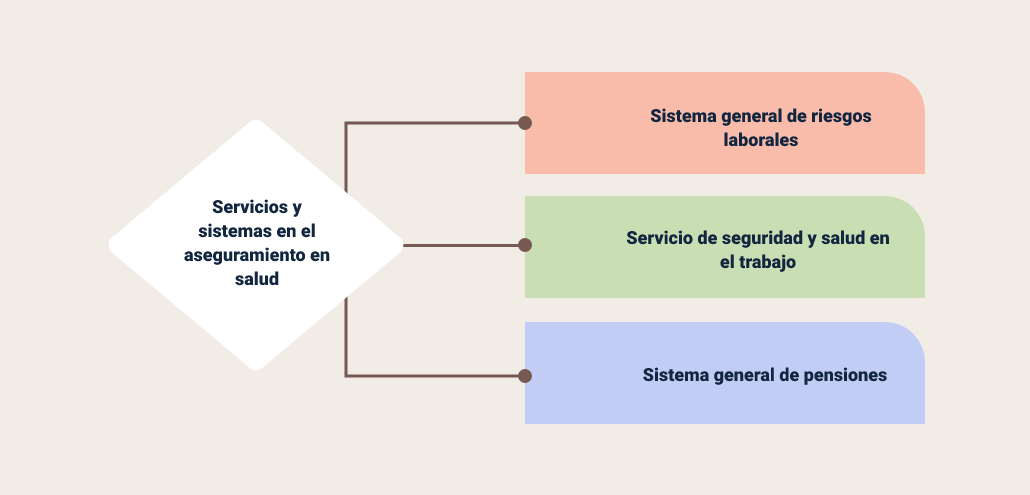 Servicios y
sistemas en el
aseguramiento en
salud
Sistema general de riesgos
laborales
Servicio de seguridad y salud en
el trabajo
Sistema general de pensiones